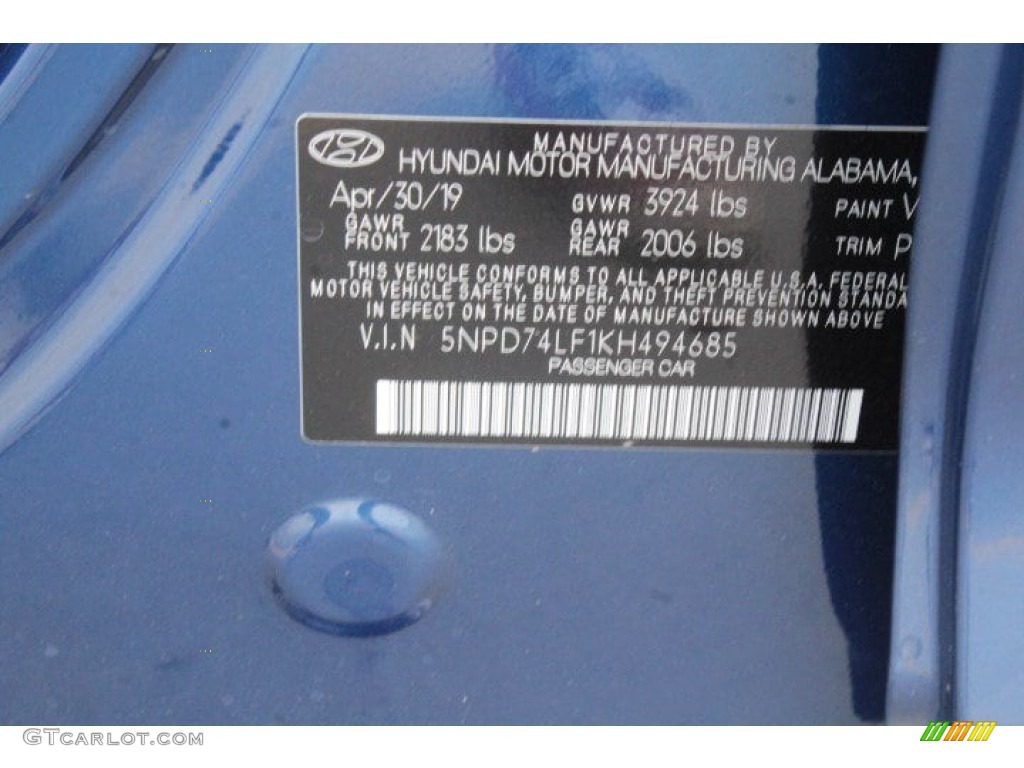 MANUFACTURED BY
HYUNDAI MOTOR MANUFACTURING ALABAMA,
Apr/30/19 GVWR 3924 lbs PAINT V
GAWR FRONT 2183 lbs GAWR REAR 2006 lbs TRIM P
THIS VEHICLE CONFORMS TO ALL APPLICABLE U.S.A. FEDERAL
MOTOR VEHICLE SAFETY, BUMPER, AND THEFT PREVENTION STANDA
IN EFFECT ON THE DATE OF MANUFACTURE SHOWN ABOVE
V.I.N 5NPD74LF1KH494685
PASSENGER CAR
GTCarlot.com